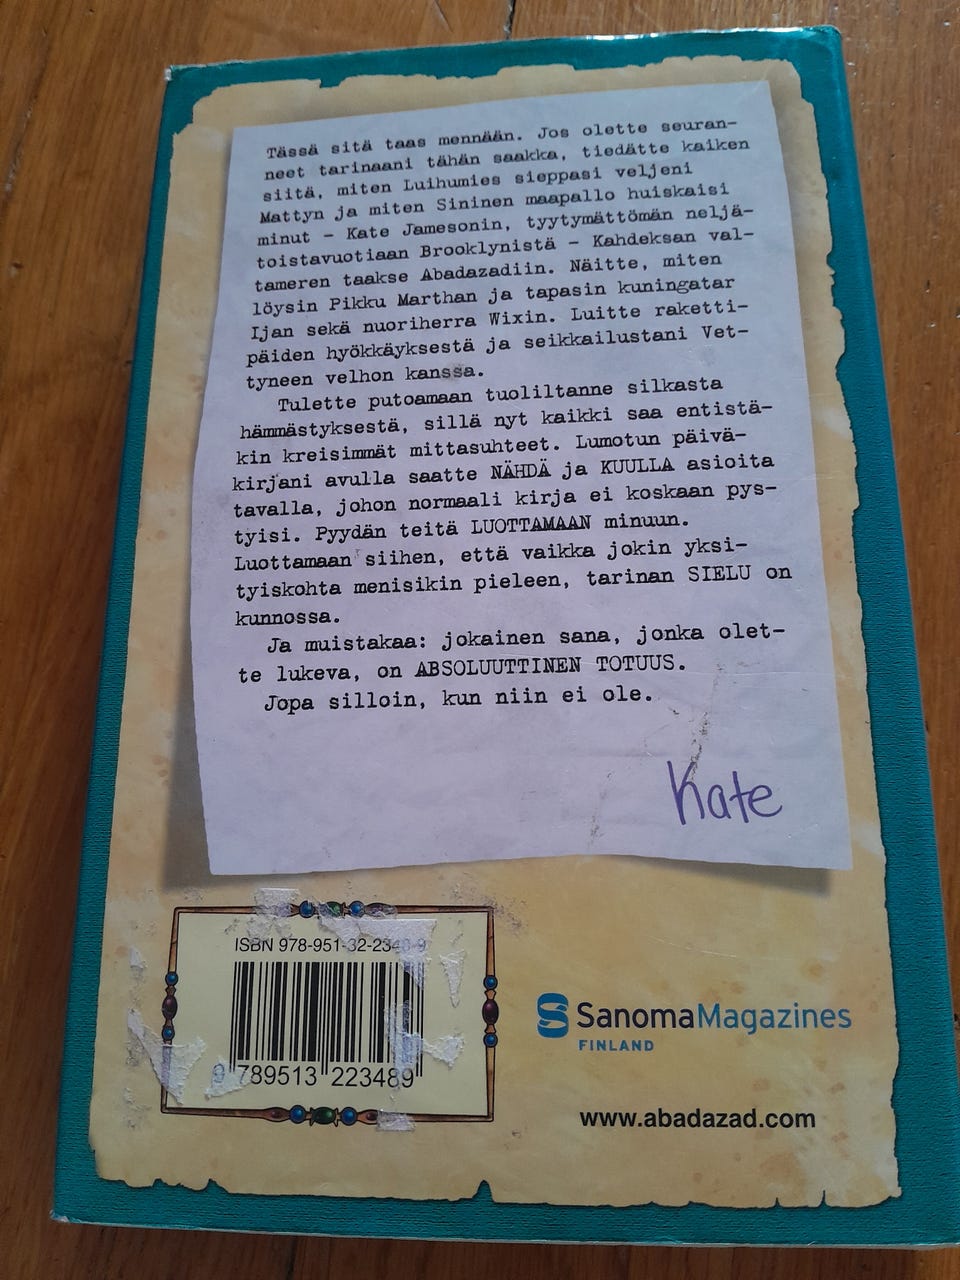 Tässä sitä taas mennään. Jos olette seuran-
neet tarinaani tähän saakka, tiedätte kaiken
siitä, miten Luihumies sieppasi veljeni
Mattyn ja miten Sininen maapallo huiskaisi
minut - Kate Jamesonin, tyytymättömän neljä-
toistavuotiaan Brooklynistä - Kahdeksan val-
tameren taakse Abadazadiin. Näitte, miten
löysin Pikku Marthan ja tapasin kuningatar
Ijan sekä nuoriherra Wixin. Luitte raketti-
päiden hyökkäyksestä ja seikkailustani Vet-
tyneen velhon kanssa.
Tulette putoamaan tuoliltanne silkasta
hämmästyksestä, sillä nyt kaikki saa entistä-
kin kreisimmät mittasuhteet. Lumotun päivä-
kirjani avulla saatte NÄHDÄ ja KUULLA asioita
tavalla, johon normaali kirja ei koskaan pys-
tyisi. Pyydän teitä LUOTTAMAAN minuun.
Luottamaan siihen, että vaikka jokin yksi-
tyiskohta menisikin pieleen, tarinan SIELU on
kunnossa.
Ja muistakaa: jokainen sana, jonka olet-
te lukeva, on ABSOLUUTTINEN TOTUUS.
Jopa silloin, kun niin ei ole.
Kate
ISBN 978-951-32-2348-9
9 789513 223489
SanomaMagazines
FINLAND
www.abadazad.com